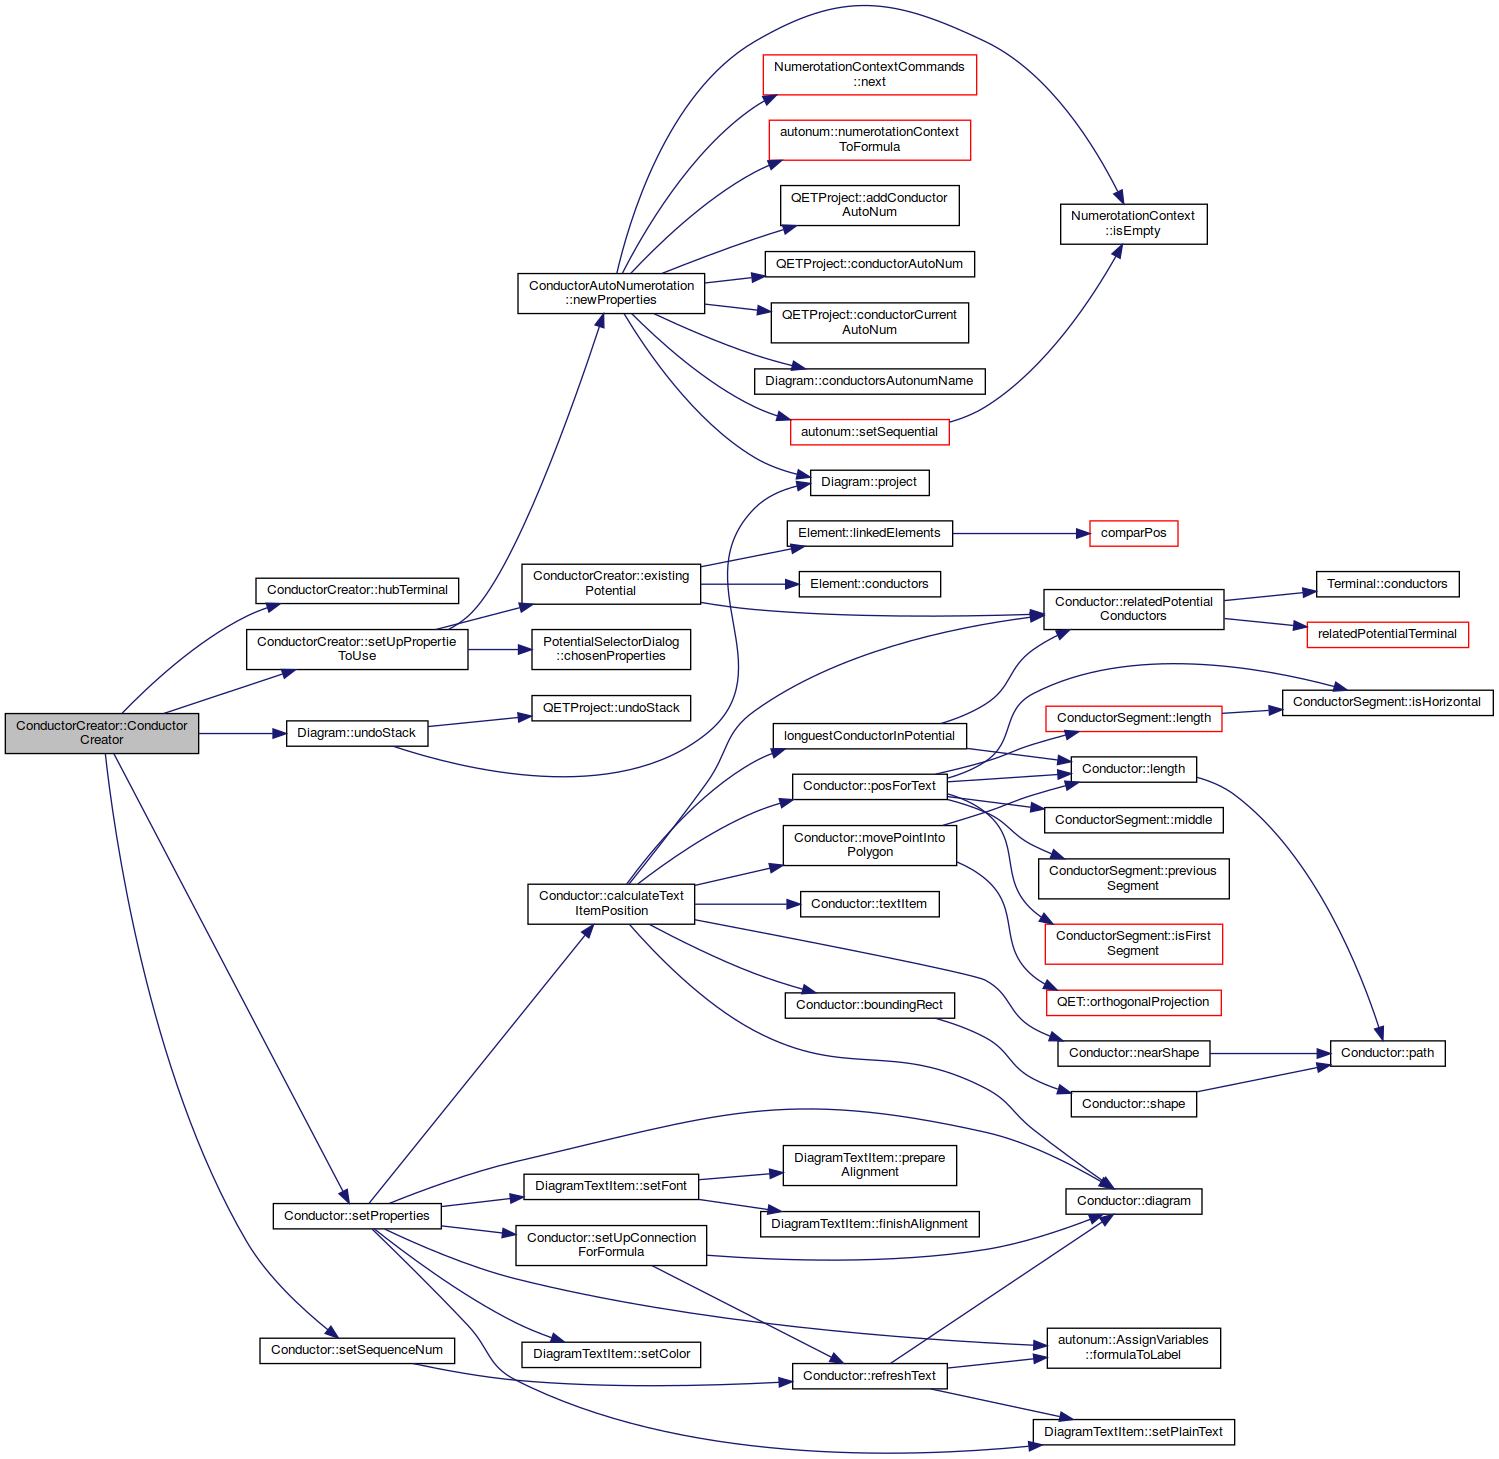 NumerotationContextCommands
::next
autonum::numerotationContext
ToFormula
QETProject::addConductor
AutoNum
NumerotationContext
::isEmpty
QETProject::conductorAutoNum
ConductorAutoNumerotation
::newProperties
QETProject::conductorCurrent
AutoNum
Diagram::conductorsAutonumName
autonum::setSequential
Diagram::project
Element::linkedElements
comparPos
ConductorCreator::existing
Potential
Element::conductors
Terminal::conductors
ConductorCreator::hubTerminal
Conductor::relatedPotential
Conductors
relatedPotentialTerminal
ConductorCreator::setUpPropertie
ToUse
PotentialSelectorDialog
::chosenProperties
ConductorSegment::isHorizontal
QETProject::undoStack
ConductorSegment::length
ConductorCreator::Conductor
Creator
Diagram::undoStack
longuestConductorInPotential
Conductor::length
Conductor::posForText
ConductorSegment::middle
Conductor::movePointInto
Polygon
ConductorSegment::previous
Segment
Conductor::calculateText
ItemPosition
Conductor::textItem
ConductorSegment::isFirst
Segment
Conductor::boundingRect
QET::orthogonalProjection
Conductor::nearShape
Conductor::path
Conductor::shape
DiagramTextItem::prepare
Alignment
DiagramTextItem::setFont
Conductor::diagram
Conductor::setProperties
DiagramTextItem::finishAlignment
Conductor::setUpConnection
ForFormula
Conductor::setSequenceNum
DiagramTextItem::setColor
autonum::AssignVariables
::formulaToLabel
Conductor::refreshText
DiagramTextItem::setPlainText